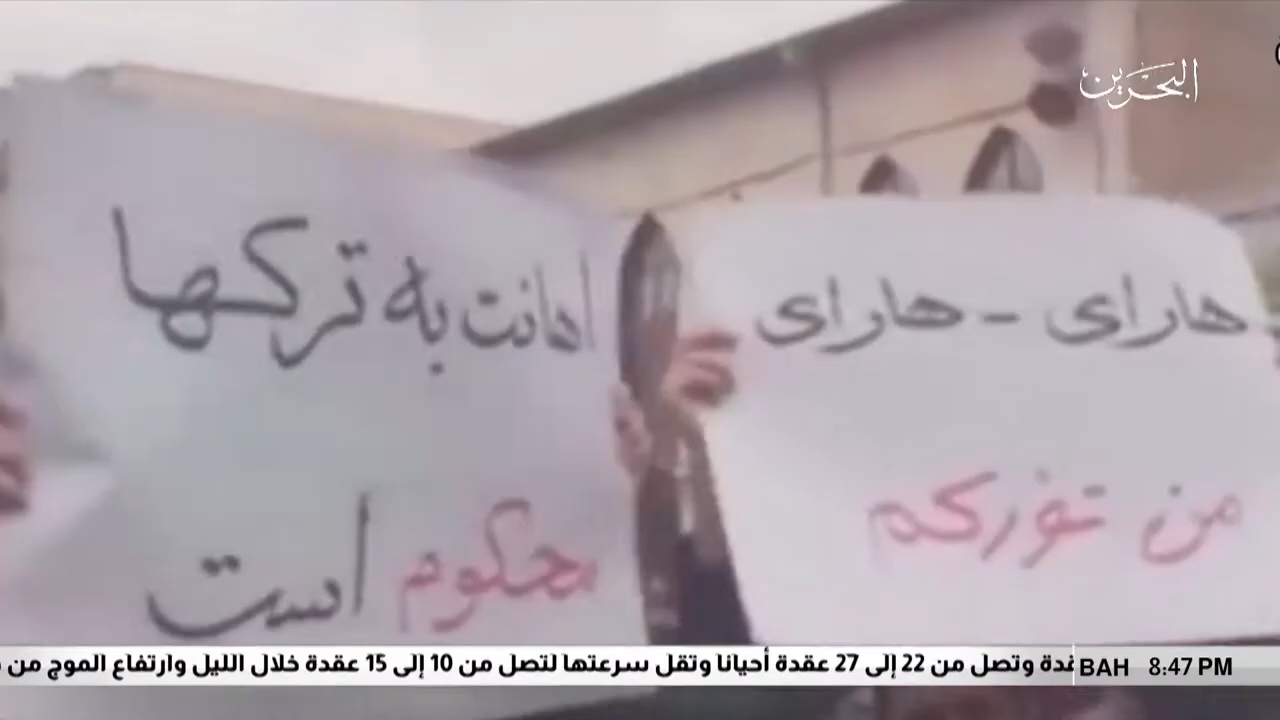 البحرين
هارای - هارای
من تورکم
اهانت به ترکها
محکوم است
عقدة وتصل من 22 إلى 27 عقدة أحيانا وتقل سرعتها لتصل من 10 إلى 15 عقدة خلال الليل وارتفاع الموج من
BAH 8:47 PM